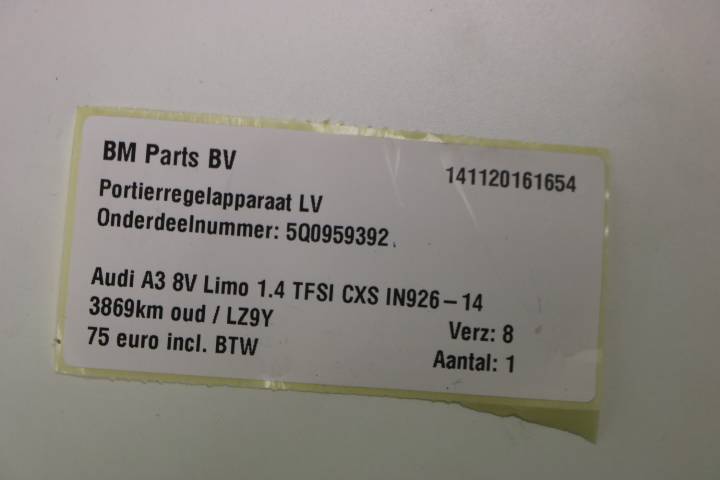 BM Parts BV
141120161654
Portierregelapparaat LV
Onderdeelnummer: 5Q0959392
Audi A3 8V Limo 1.4 TFSI CXS IN926-14
3869km oud / LZ9Y
Verz: 8
75 euro incl. BTW
Aantal: 1